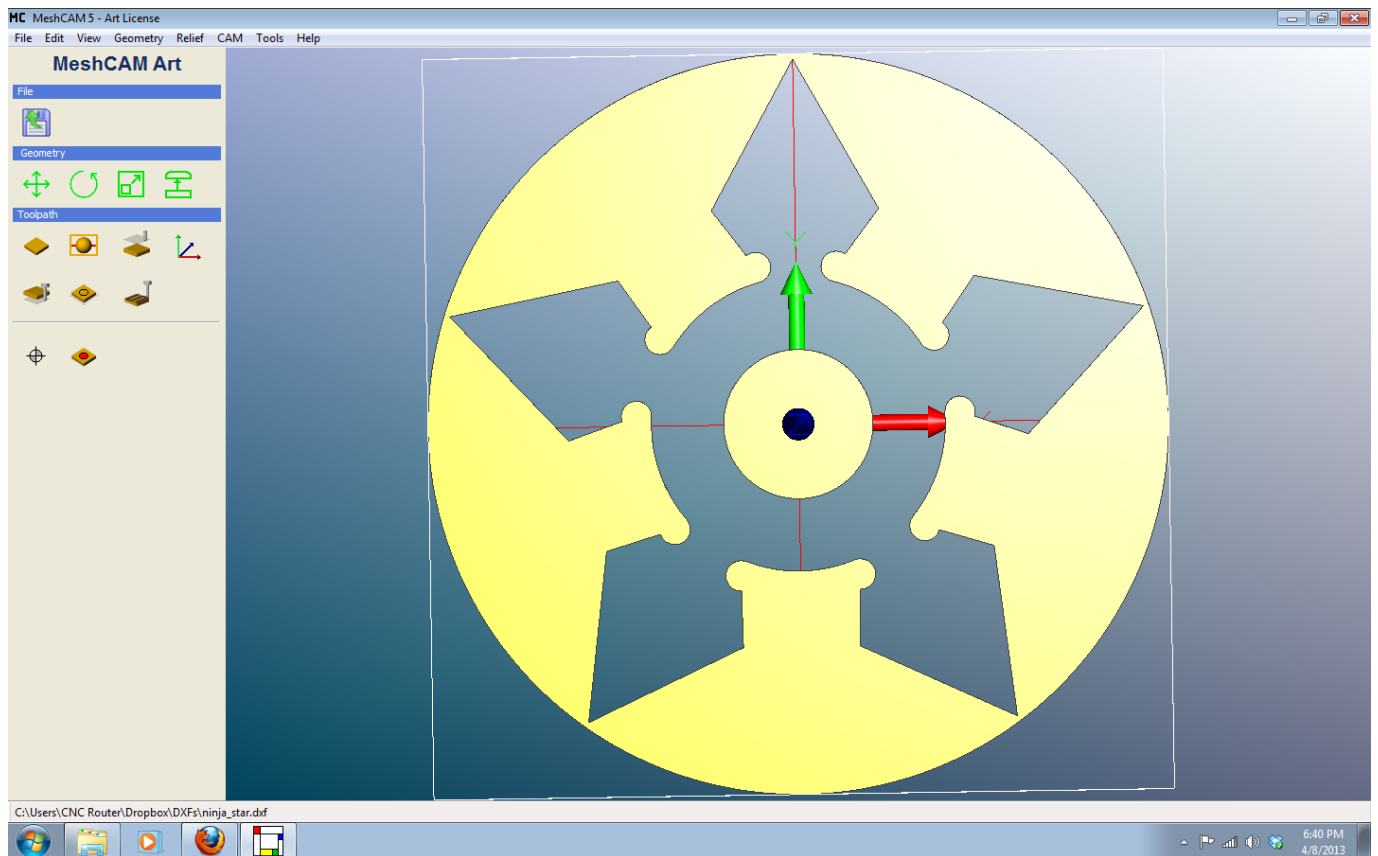 MC MeshCAM 5 - Art License
File Edit View Geometry Relief CAM Tools Help
MeshCAM Art
File
Geometry
Toolpath
Z
C:\Users\CNC Router\Dropbox\DXFs\ninja_star.dxf
6:40 PM
4/8/2013